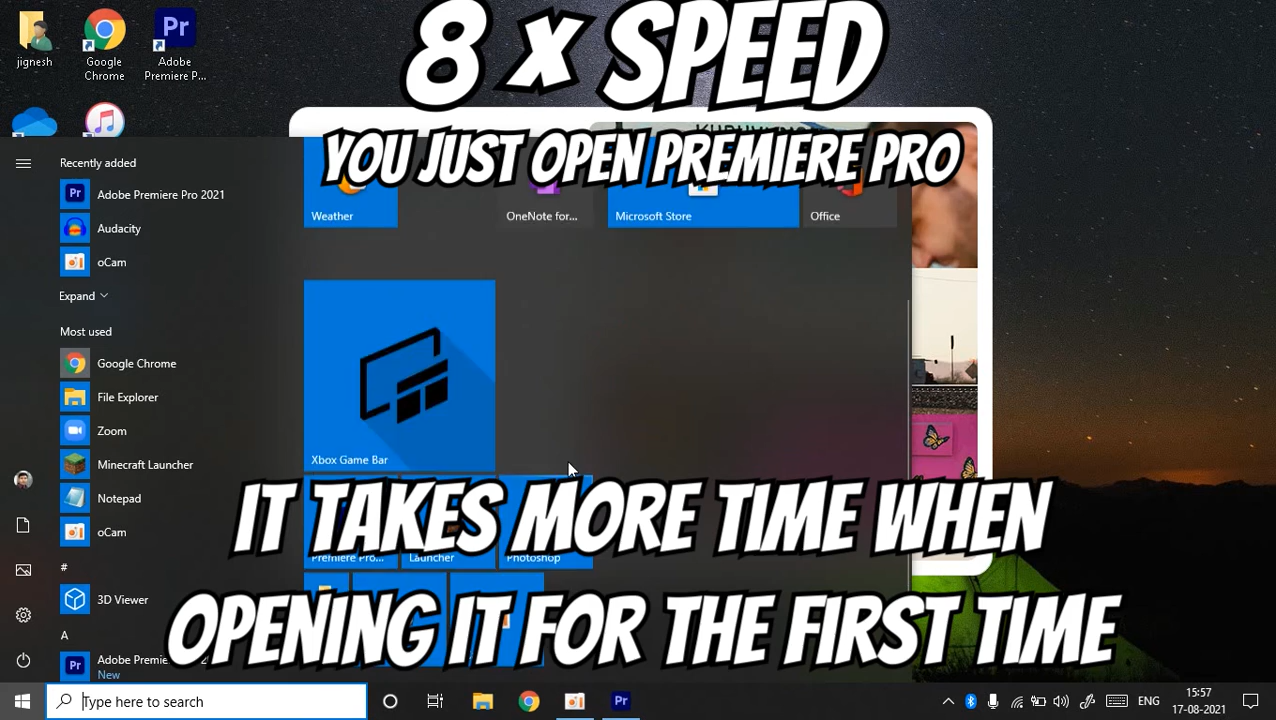 8 x SPEED
YOU JUST OPEN PREMIERE PRO
jignesh
Google
Chrome
Adobe
Premiere P...
Recently added
Adobe Premiere Pro 2021
Audacity
oCam
Expand
Most used
Google Chrome
File Explorer
Zoom
Minecraft Launcher
Notepad
oCam
#
3D Viewer
A
New
Weather
OneNote for...
Microsoft Store
Office
Xbox Game Bar
Premiere Pro...
Launcher
Photoshop
IT TAKES MORE TIME WHEN
OPENING IT FOR THE FIRST TIME
Type here to search
ENG
15:57
17-08-2021